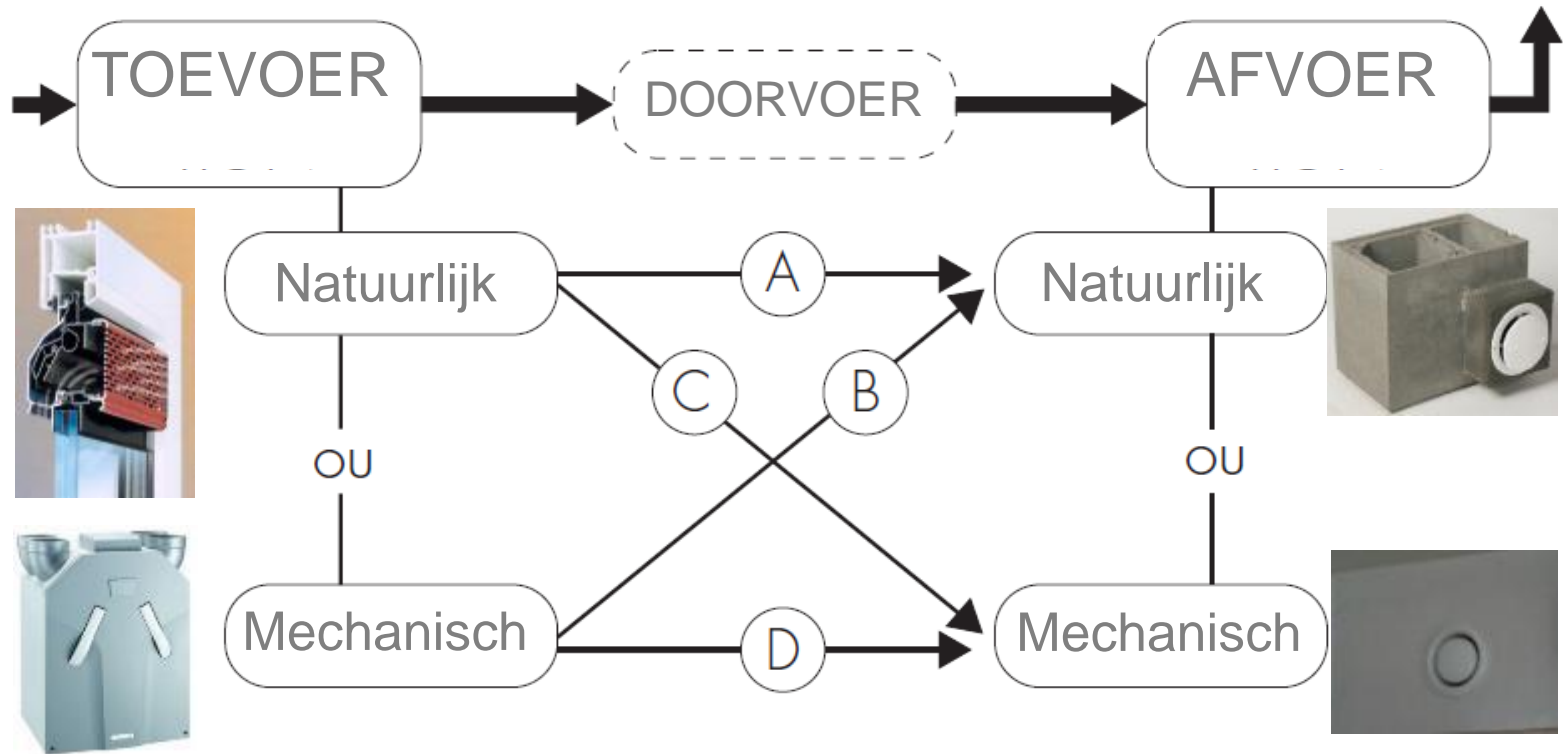 TOEVOER
DOORVOER
AFVOER
Natuurlijk
A
Natuurlijk
C
B
OU
OU
Mechanisch
D
Mechanisch